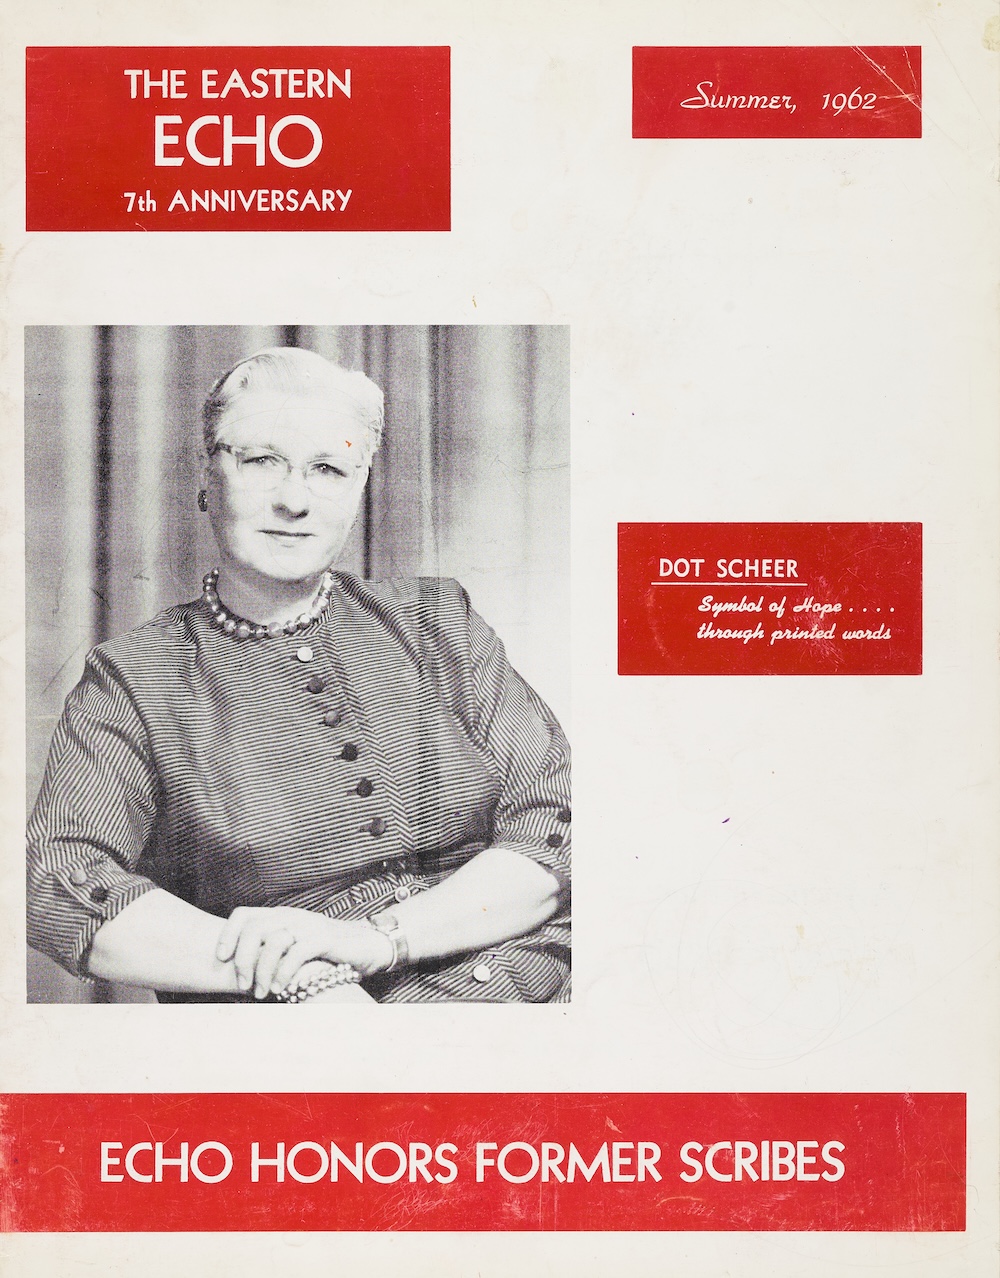 THE EASTERN
ECHO
7th ANNIVERSARY
Summer, 1962
DOT SCHEER
Symbol of Hope . . . .
through printed words
ECHO HONORS FORMER SCRIBES